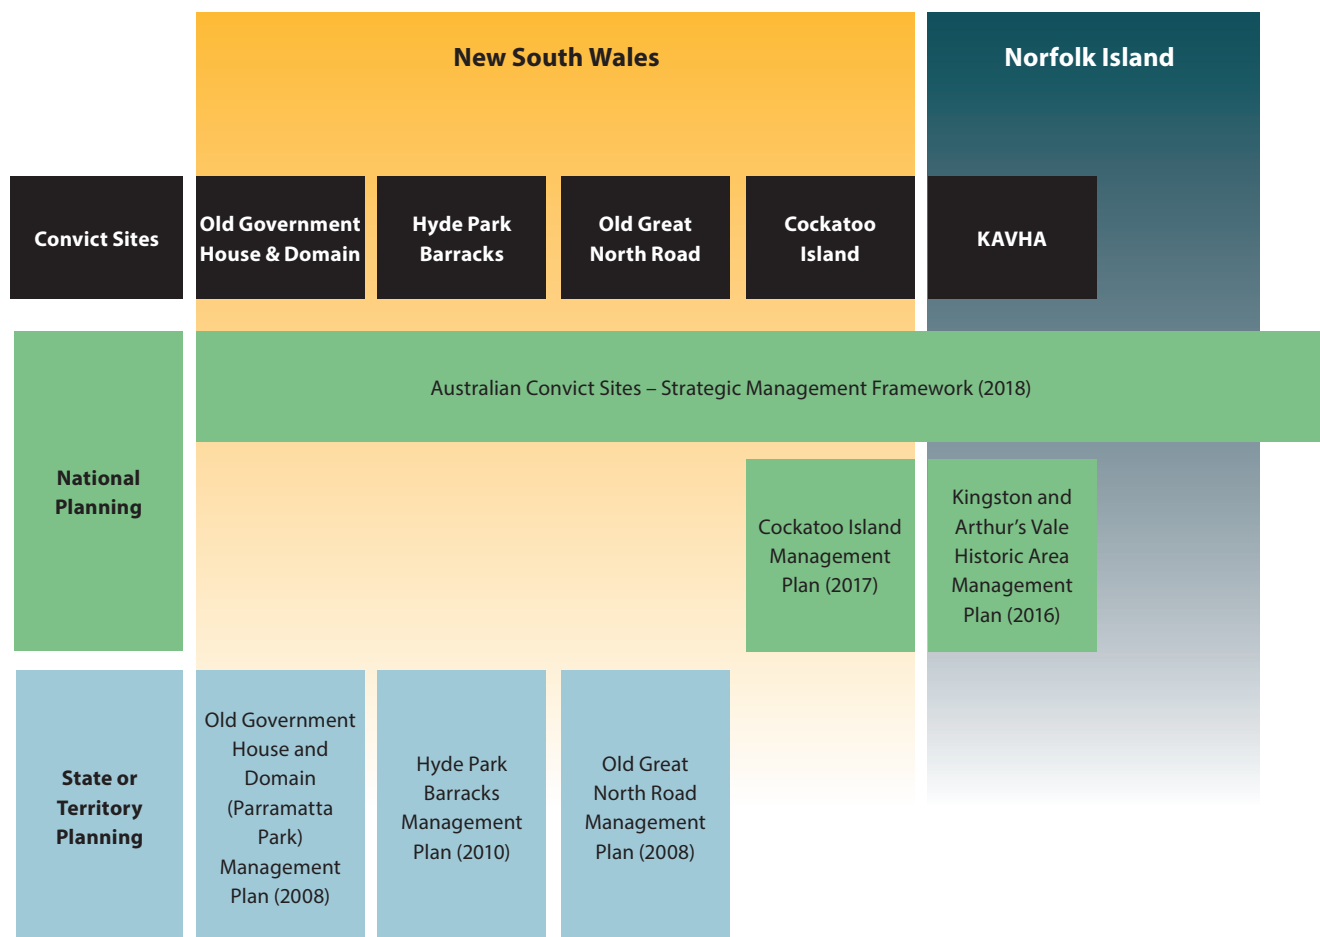 New South Wales
Norfolk Island
Convict Sites
Old Government
House & Domain
Hyde Park
Barracks
Old Great
North Road
Cockatoo
Island
KAVHA
National
Planning
Australian Convict Sites – Strategic Management Framework (2018)
Cockatoo Island
Management
Plan (2017)
Kingston and
Arthur’s Vale
Historic Area
Management
Plan (2016)
State or
Territory
Planning
Old Government
House and
Domain
(Parramatta
Park)
Management
Plan (2008)
Hyde Park
Barracks
Management
Plan (2010)
Old Great
North Road
Management
Plan (2008)